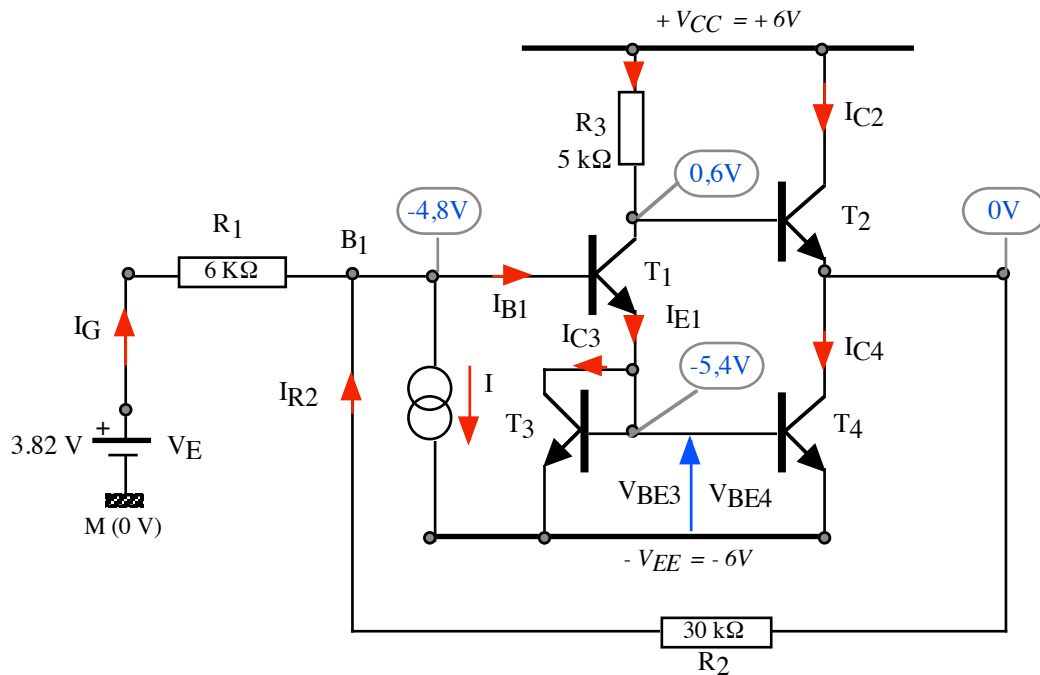 + VCC = + 6V
R3
5 kΩ
IC2
0,6V
-4,8V
0V
R1
6 KΩ
B1
T2
T1
IB1
IE1
IG
IC3
IC4
-5,4V
IR2
I
T3
T4
3.82 V
+
VE
VBE3
VBE4
M (0 V)
- VEE = - 6V
30 kΩ
R2